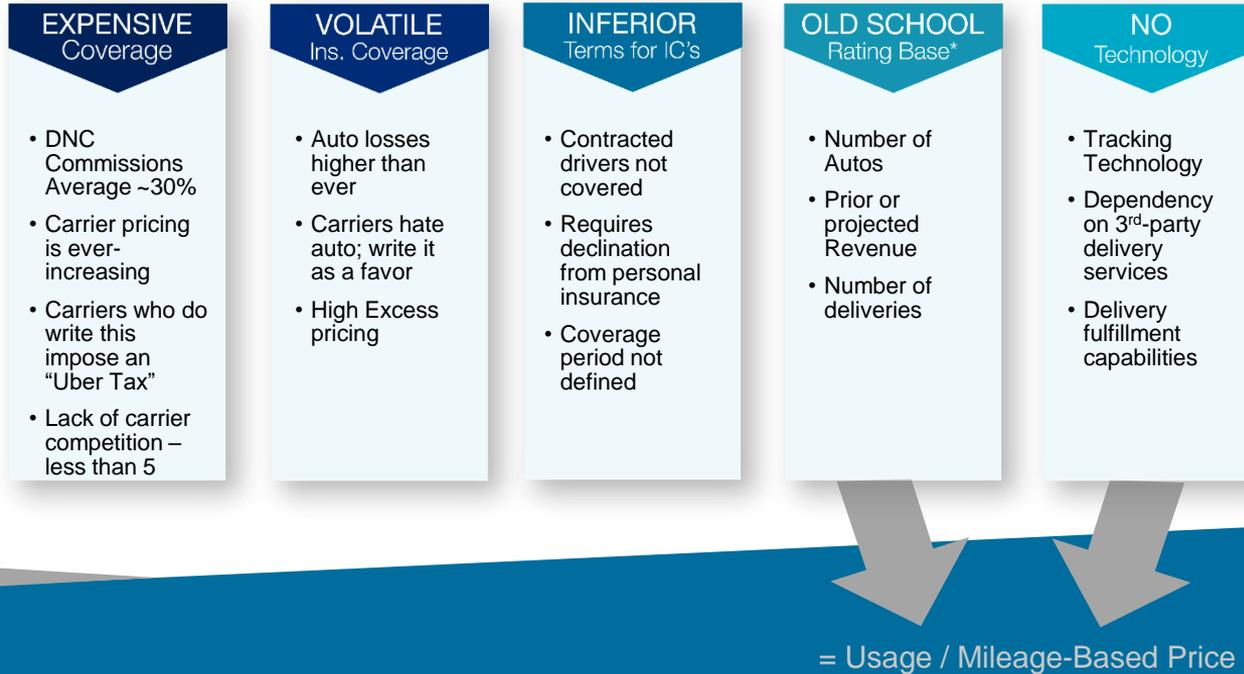 EXPENSIVE
Coverage
• DNC
Commissions
Average ~30%
• Carrier pricing
is ever-
increasing
• Carriers who do
write this
impose an
“Uber Tax”
• Lack of carrier
competition –
less than 5
VOLATILE
Ins. Coverage
• Auto losses
higher than
ever
• Carriers hate
auto; write it
as a favor
• High Excess
pricing
INFERIOR
Terms for IC's
• Contracted
drivers not
covered
• Requires
declination
from personal
insurance
• Coverage
period not
defined
OLD SCHOOL
Rating Base*
• Number of
Autos
• Prior or
projected
Revenue
• Number of
deliveries
NO
Technology
• Tracking
Technology
• Dependency
on 3rd-party
delivery
services
• Delivery
fulfillment
capabilities
= Usage / Mileage-Based Price